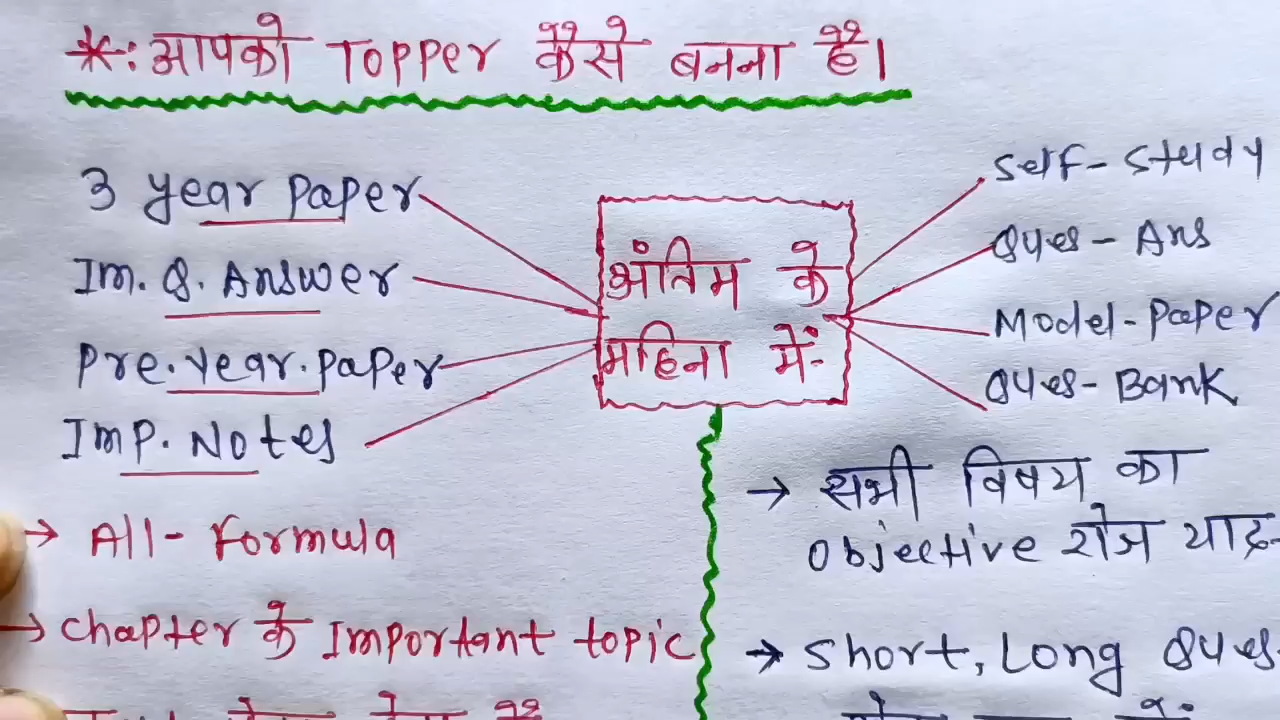 *: आपको Topper कैसे बनना है।
3 year paper
Im. Q. Answer
Pre. year. paper
Imp. Notes
अंतिम के
महिना में-
Self-Study
Ques - Ans
Model-Paper
Ques-Bank
→ All- Formula
→ Chapter के Important topic
→ सभी विषय का
Objective रोज याद-
→ Short, Long Ques-